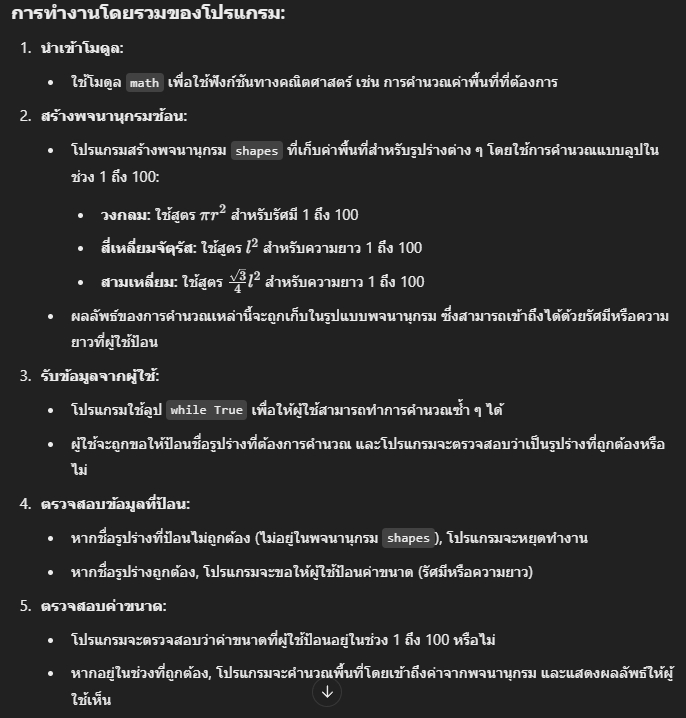 การทำงานโดยรวมของโปรแกรม:
1. นำเข้าโมดูล:
• ใช้โมดูล math เพื่อใช้ฟังก์ชันทางคณิตศาสตร์ เช่น การคำนวณค่าพื้นที่ที่ต้องการ
2. สร้างพจนานุกรมซ้อน:
• โปรแกรมสร้างพจนานุกรม shapes ที่เก็บค่าพื้นที่สำหรับรูปร่างต่าง ๆ โดยใช้การคำนวณแบบลูปใน
ช่วง 1 ถึง 100:
• วงกลม: ใช้สูตร πr² สำหรับรัศมี 1 ถึง 100
• สี่เหลี่ยมจัตุรัส: ใช้สูตร l² สำหรับความยาว 1 ถึง 100
• สามเหลี่ยม: ใช้สูตร √3/4 l² สำหรับความยาว 1 ถึง 100
• ผลลัพธ์ของการคำนวณเหล่านี้จะถูกเก็บในรูปแบบพจนานุกรม ซึ่งสามารถเข้าถึงได้ด้วยรัศมีหรือความ
ยาวที่ผู้ใช้ป้อน
3. รับข้อมูลจากผู้ใช้:
• โปรแกรมใช้ลูป while True เพื่อให้ผู้ใช้สามารถทำการคำนวณซ้ำ ๆ ได้
• ผู้ใช้จะถูกขอให้ป้อนชื่อรูปร่างที่ต้องการคำนวณ และโปรแกรมจะตรวจสอบว่าเป็นรูปร่างที่ถูกต้องหรือ
ไม่
4. ตรวจสอบข้อมูลที่ป้อน:
• หากชื่อรูปร่างที่ป้อนไม่ถูกต้อง (ไม่อยู่ในพจนานุกรม shapes), โปรแกรมจะหยุดทำงาน
• หากชื่อรูปร่างถูกต้อง, โปรแกรมจะขอให้ผู้ใช้ป้อนค่าขนาด (รัศมีหรือความยาว)
5. ตรวจสอบค่าขนาด:
• โปรแกรมจะตรวจสอบว่าค่าขนาดที่ผู้ใช้ป้อนอยู่ในช่วง 1 ถึง 100 หรือไม่
• หากอยู่ในช่วงที่ถูกต้อง, โปรแกรมจะคำนวณพื้นที่โดยเข้าถึงค่าจากพจนานุกรม และแสดงผลลัพธ์ให้ผู้
ใช้เห็น